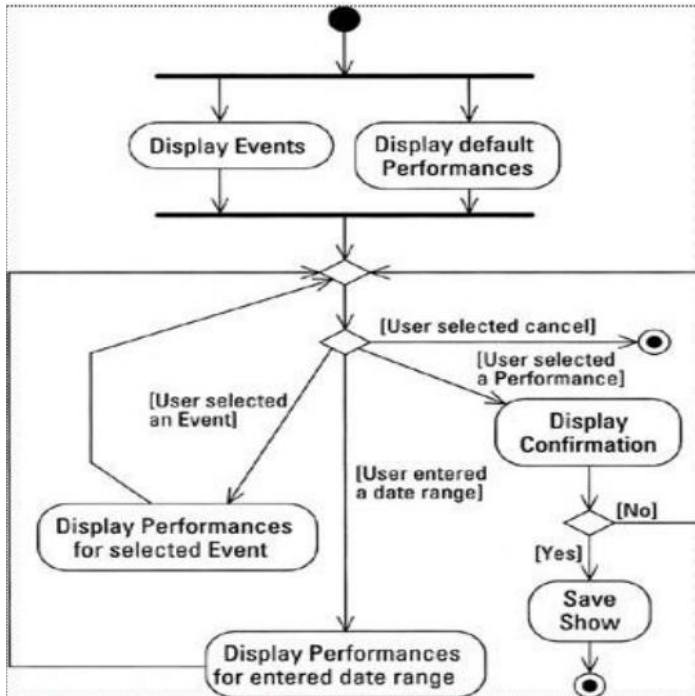 Display Events
Display default
Performances
[User selected cancel]
[User selected
a Performance]
[User selected
an Event]
Display
Confirmation
[User entered
a date range]
[No]
Display Performances
for selected Event
[Yes]
Save
Show
Display Performances
for entered date range